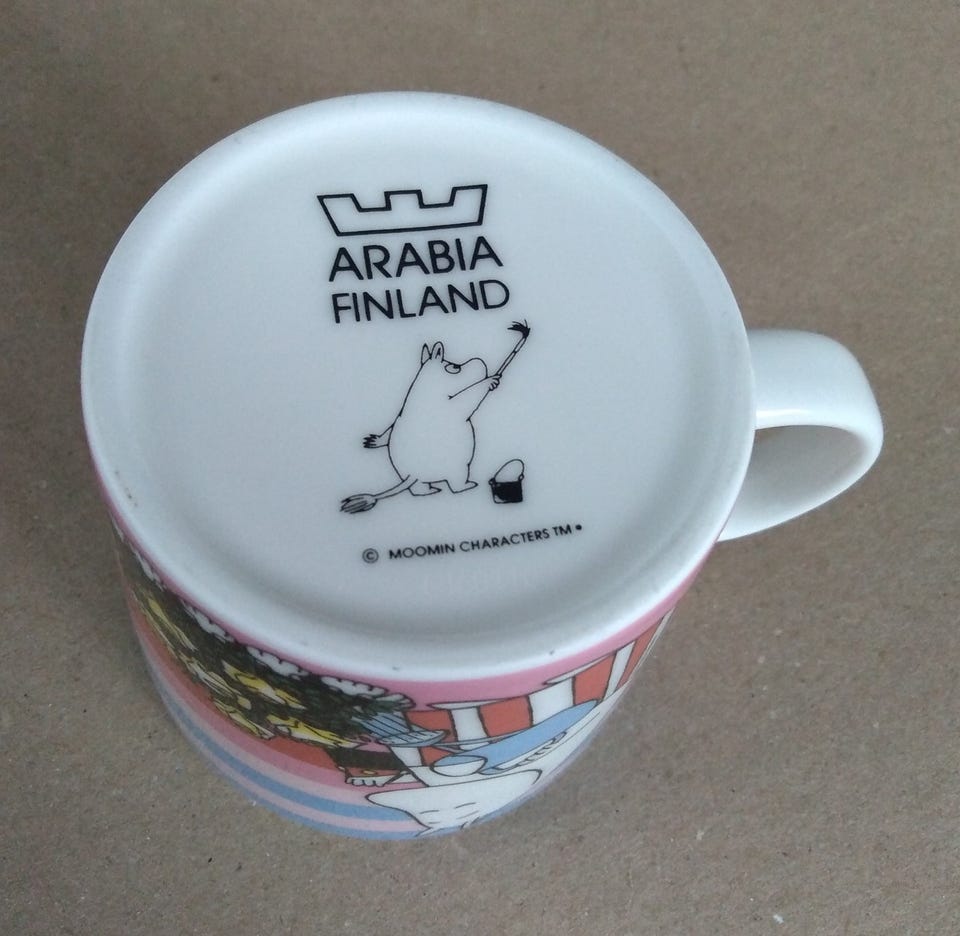 ARABIA
FINLAND
© MOOMIN CHARACTERS TM •